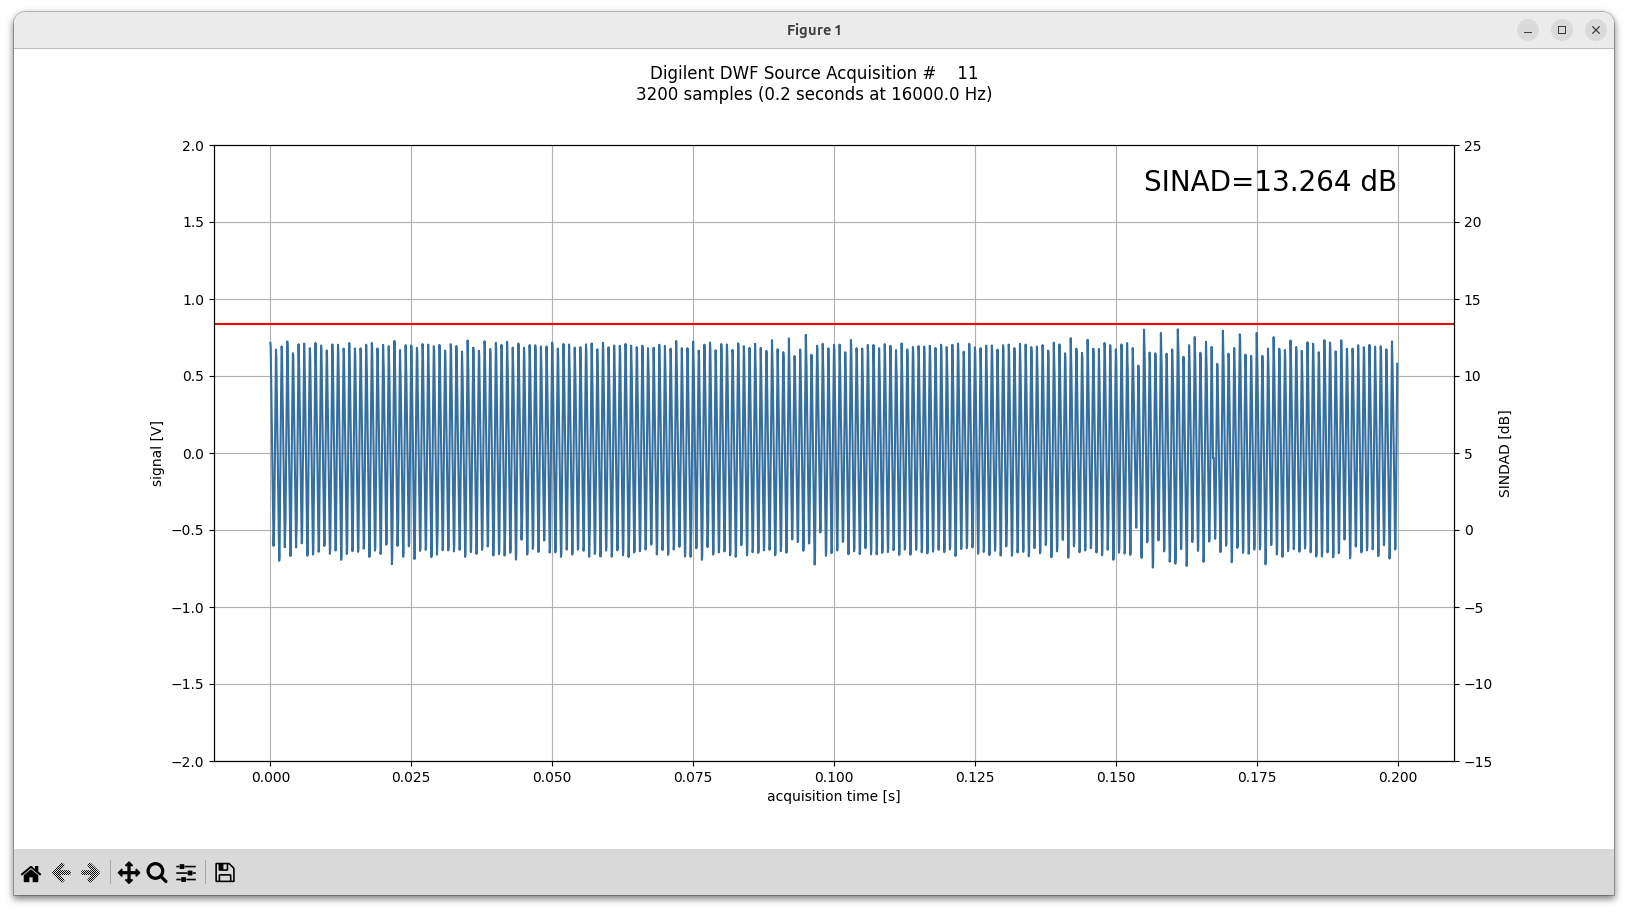 Figure 1
Digilent DWF Source Acquisition #    11
3200 samples (0.2 seconds at 16000.0 Hz)
SINAD=13.264 dB
2.0
1.5
1.0
0.5
0.0
−0.5
−1.0
−1.5
−2.0
signal [V]
25
20
15
10
5
0
−5
−10
−15
SINDAD [dB]
0.000 0.025 0.050 0.075 0.100 0.125 0.150 0.175 0.200
acquisition time [s]